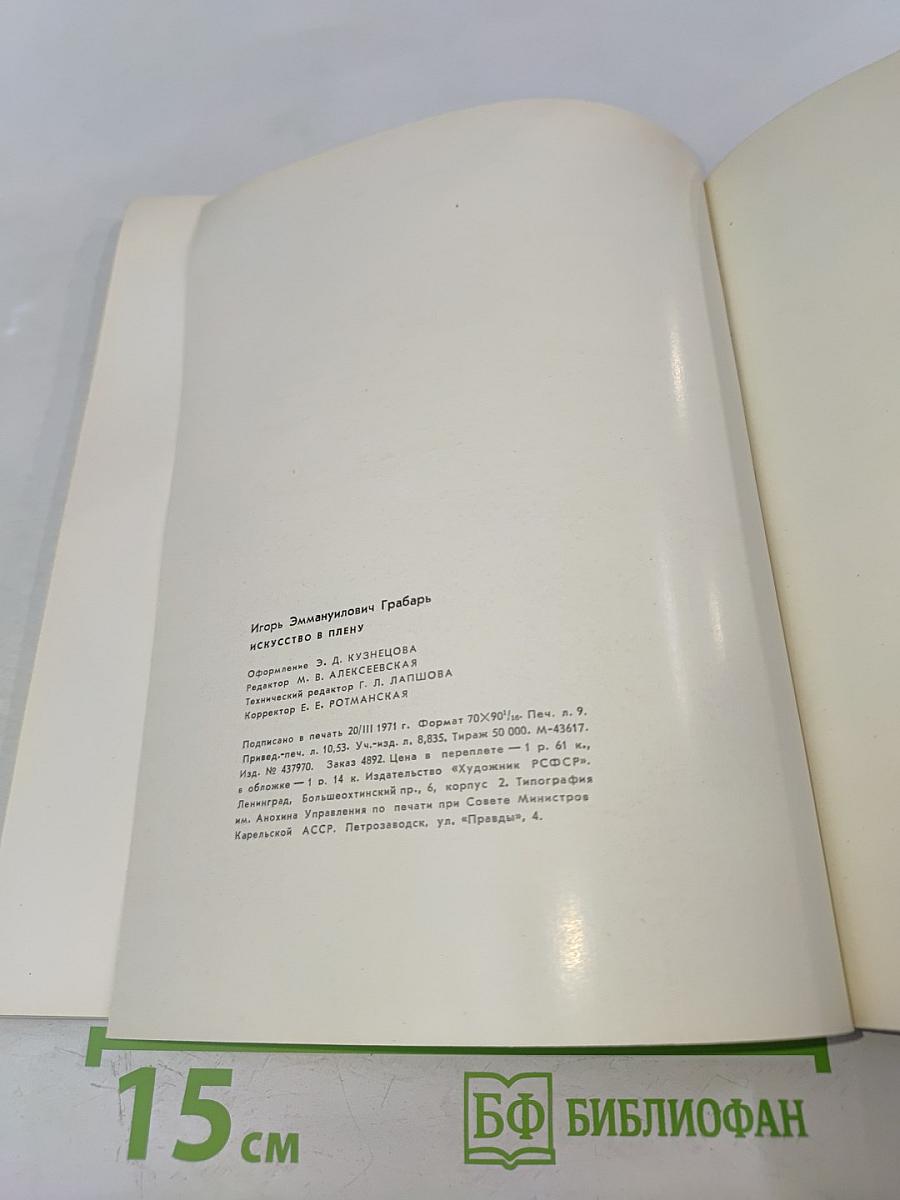 Игорь Эммануилович Грабарь
ИСКУССТВО В ПЛЕНУ
Оформление Э. Д. КУЗНЕЦОВА
Редактор М. В. АЛЕКСЕЕВСКАЯ
Технический редактор Г. Л. ЛАПШОВА
Корректор Е. Е. РОТМАНСКАЯ
Подписано в печать 20/III 1971 г. Формат 70×90¹/₁₆. Печ. л. 9.
Привед.-печ. л. 10,53. Уч.-изд. л. 8,835. Тираж 50 000. М-43617.
Изд. № 437970. Заказ 4892. Цена в переплете — 1 р. 61 к.,
в обложке — 1 р. 14 к. Издательство «Художник РСФСР».
Ленинград, Большеохтинский пр., 6, корпус 2. Типография
им. Анохина Управления по печати при Совете Министров
Карельской АССР. Петрозаводск, ул. «Правды», 4.
15 см
БФ БИБЛИОФАН